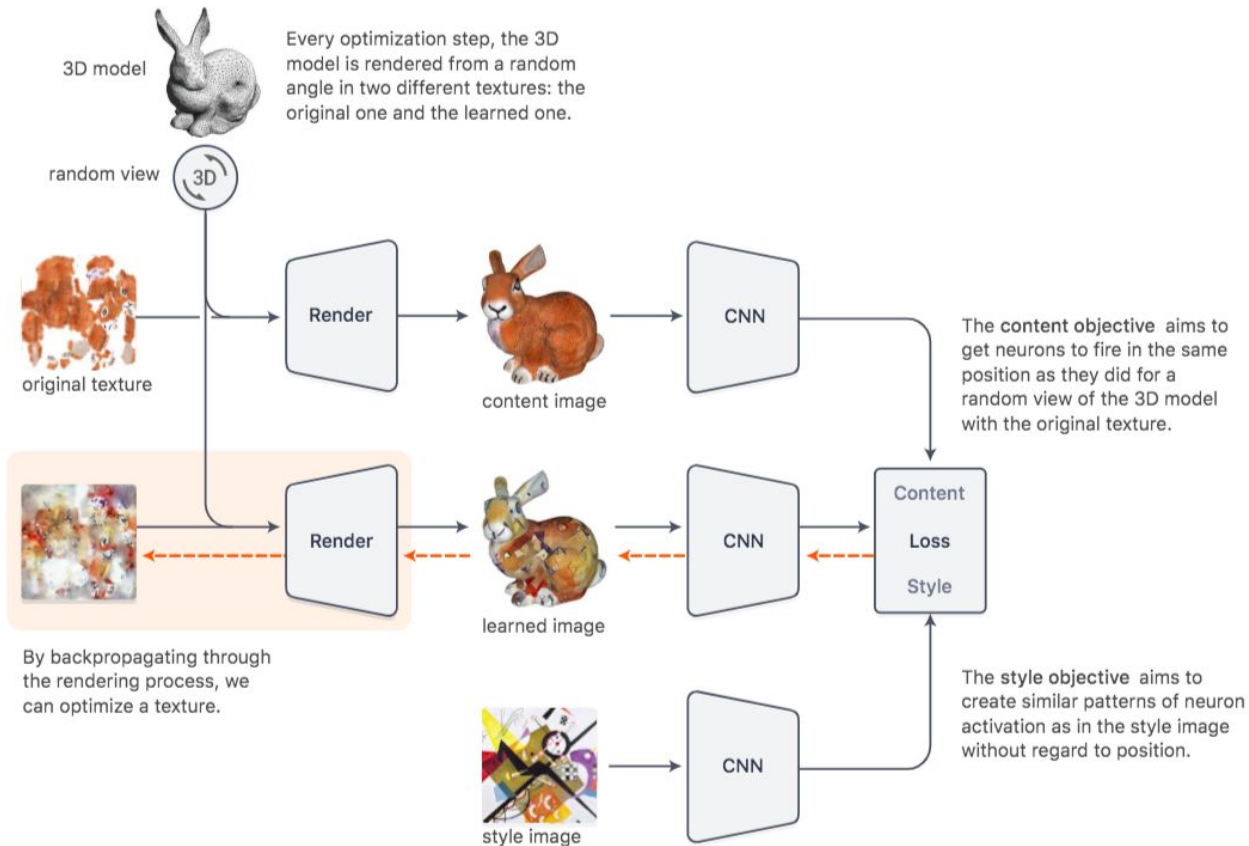 3D model
Every optimization step, the 3D
model is rendered from a random
angle in two different textures: the
original one and the learned one.
random view
3D
original texture
Render
content image
CNN
The content objective aims to
get neurons to fire in the same
position as they did for a
random view of the 3D model
with the original texture.
Render
learned image
CNN
Content
Loss
Style
By backpropagating through
the rendering process, we
can optimize a texture.
style image
CNN
The style objective aims to
create similar patterns of neuron
activation as in the style image
without regard to position.